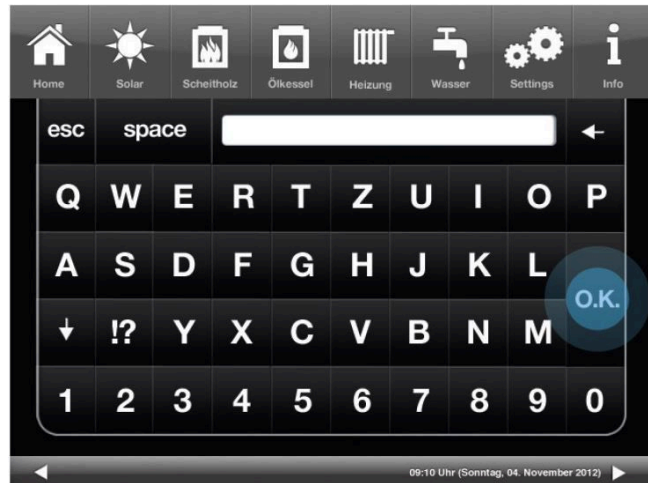 Home Solar Scheitholz Ölkessel Heizung Wasser Settings Info
esc space
Q W E R T Z U I O P
A S D F G H J K L
O.K.
!? Y X C V B N M
1 2 3 4 5 6 7 8 9 0
09:10 Uhr (Sonntag, 04. November 2012)